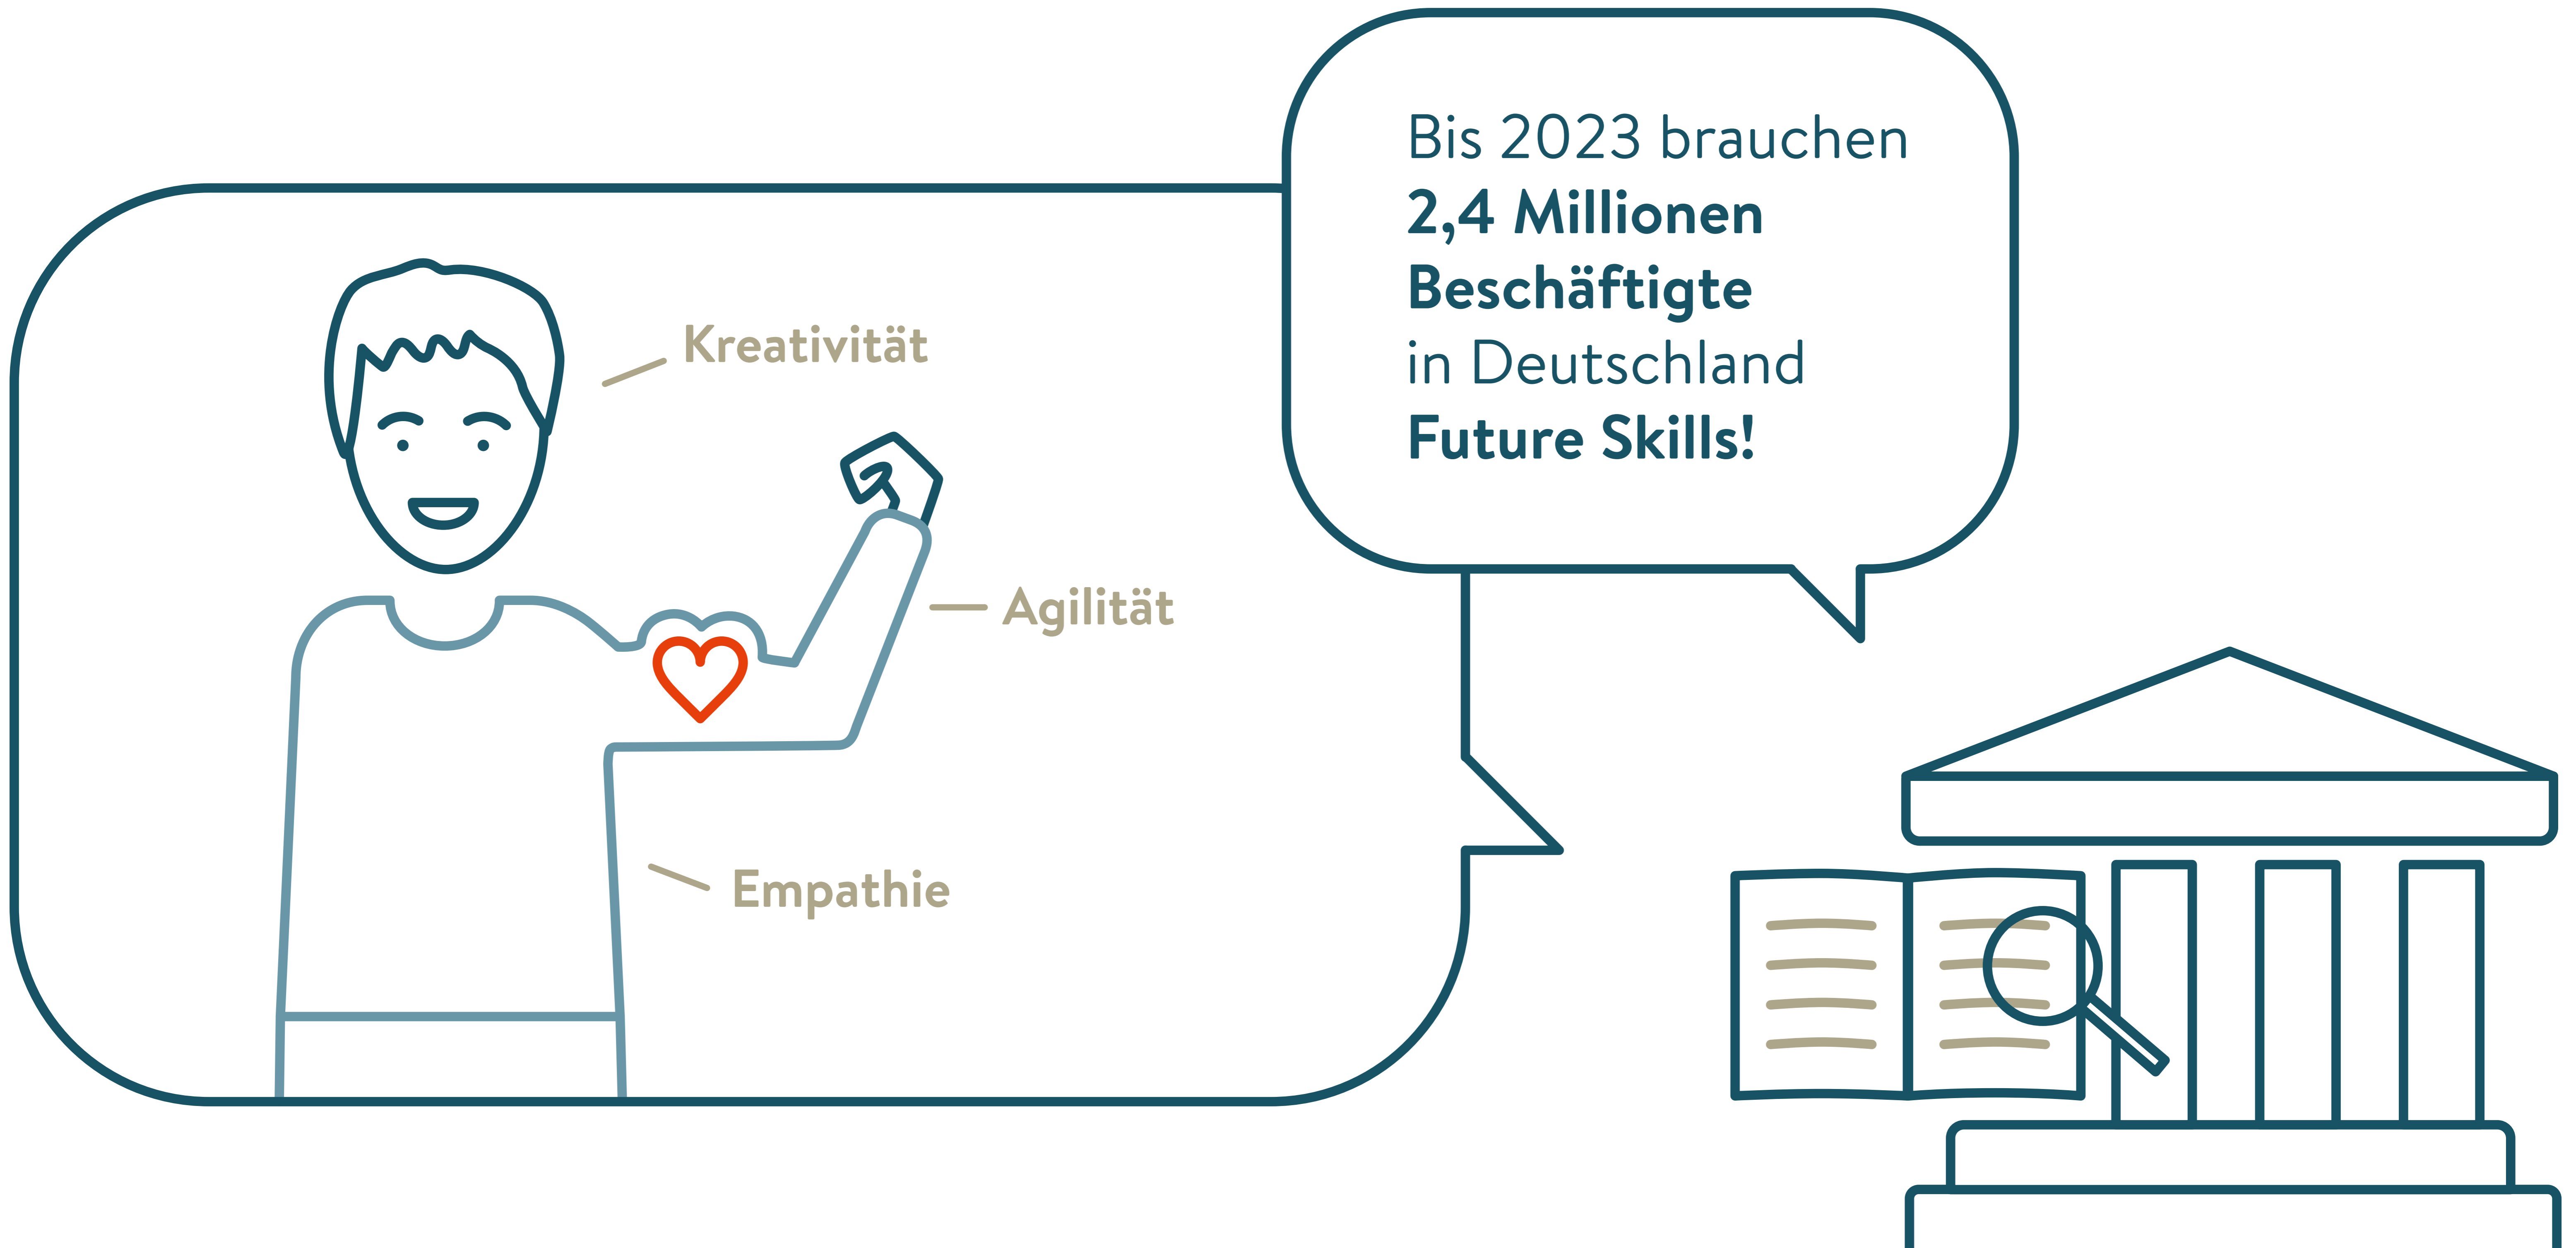 Bis 2023 brauchen
2,4 Millionen
Beschäftigte
in Deutschland
Future Skills!
Kreativität
Agilität
Empathie